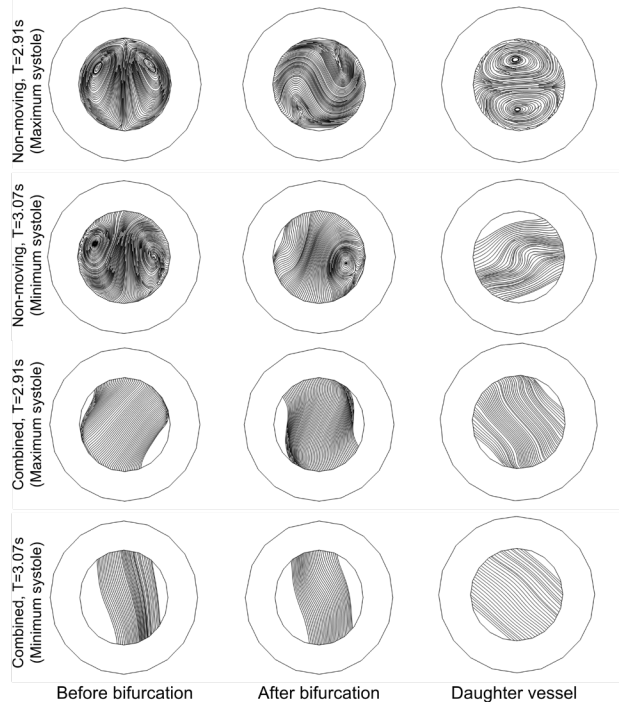 Non-moving, T=2.91s
(Maximum systole)
Non-moving, T=3.07s
(Minimum systole)
Combined, T=2.91s
(Maximum systole)
Combined, T=3.07s
(Minimum systole)
Before bifurcation
After bifurcation
Daughter vessel